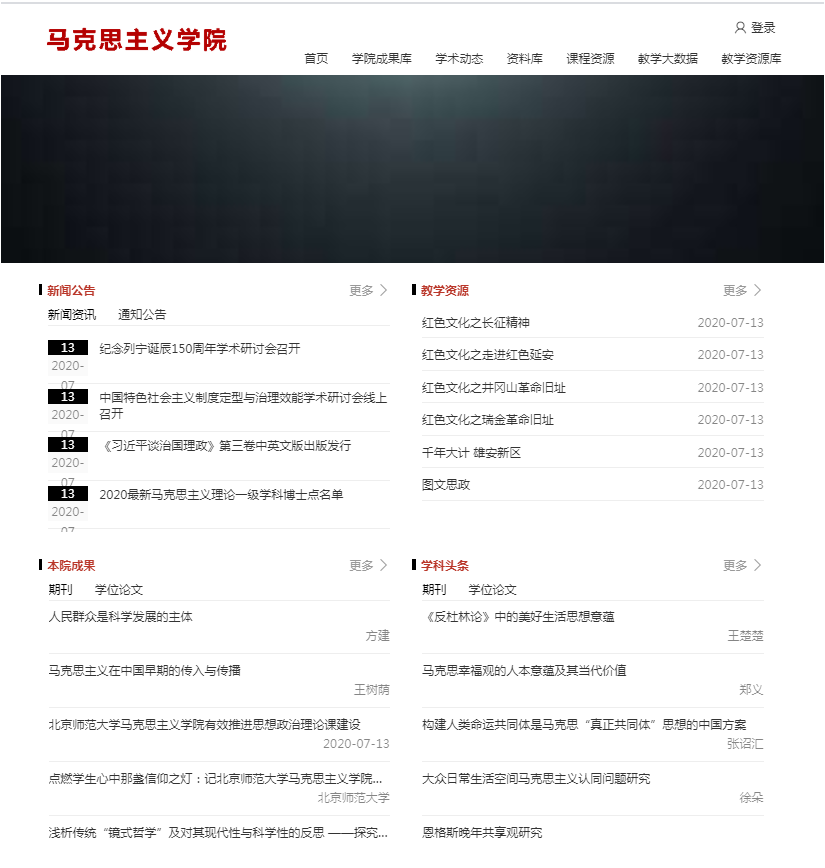 登录
马克思主义学院
首页 学院成果库 学术动态 资料库 课程资源 教学大数据 教学资源库
新闻公告 更多
新闻资讯 通知公告
13
2020-
07
纪念列宁诞辰150周年学术研讨会召开
13
2020-
07
中国特色社会主义制度定型与治理效能学术研讨会线上
召开
13
2020-
07
《习近平谈治国理政》第三卷中英文版出版发行
13
2020-
07
2020最新马克思主义理论一级学科博士点名单
教学资源 更多
红色文化之长征精神 2020-07-13
红色文化之走进红色延安 2020-07-13
红色文化之井冈山革命旧址 2020-07-13
红色文化之瑞金革命旧址 2020-07-13
千年大计 雄安新区 2020-07-13
图文思政 2020-07-13
本院成果 更多
期刊 学位论文
人民群众是科学发展的主体
方建
马克思主义在中国早期的传入与传播
王树荫
北京师范大学马克思主义学院有效推进思想政治理论课建设
2020-07-13
点燃学生心中那盏信仰之灯：记北京师范大学马克思主义学院...
北京师范大学
浅析传统“镜式哲学”及对其现代性与科学性的反思 ——探究...
学科头条 更多
期刊 学位论文
《反杜林论》中的美好生活思想意蕴
王楚楚
马克思幸福观的人本意蕴及其当代价值
郑义
构建人类命运共同体是马克思“真正共同体”思想的中国方案
张诏汇
大众日常生活空间马克思主义认同问题研究
徐朵
恩格斯晚年共享观研究